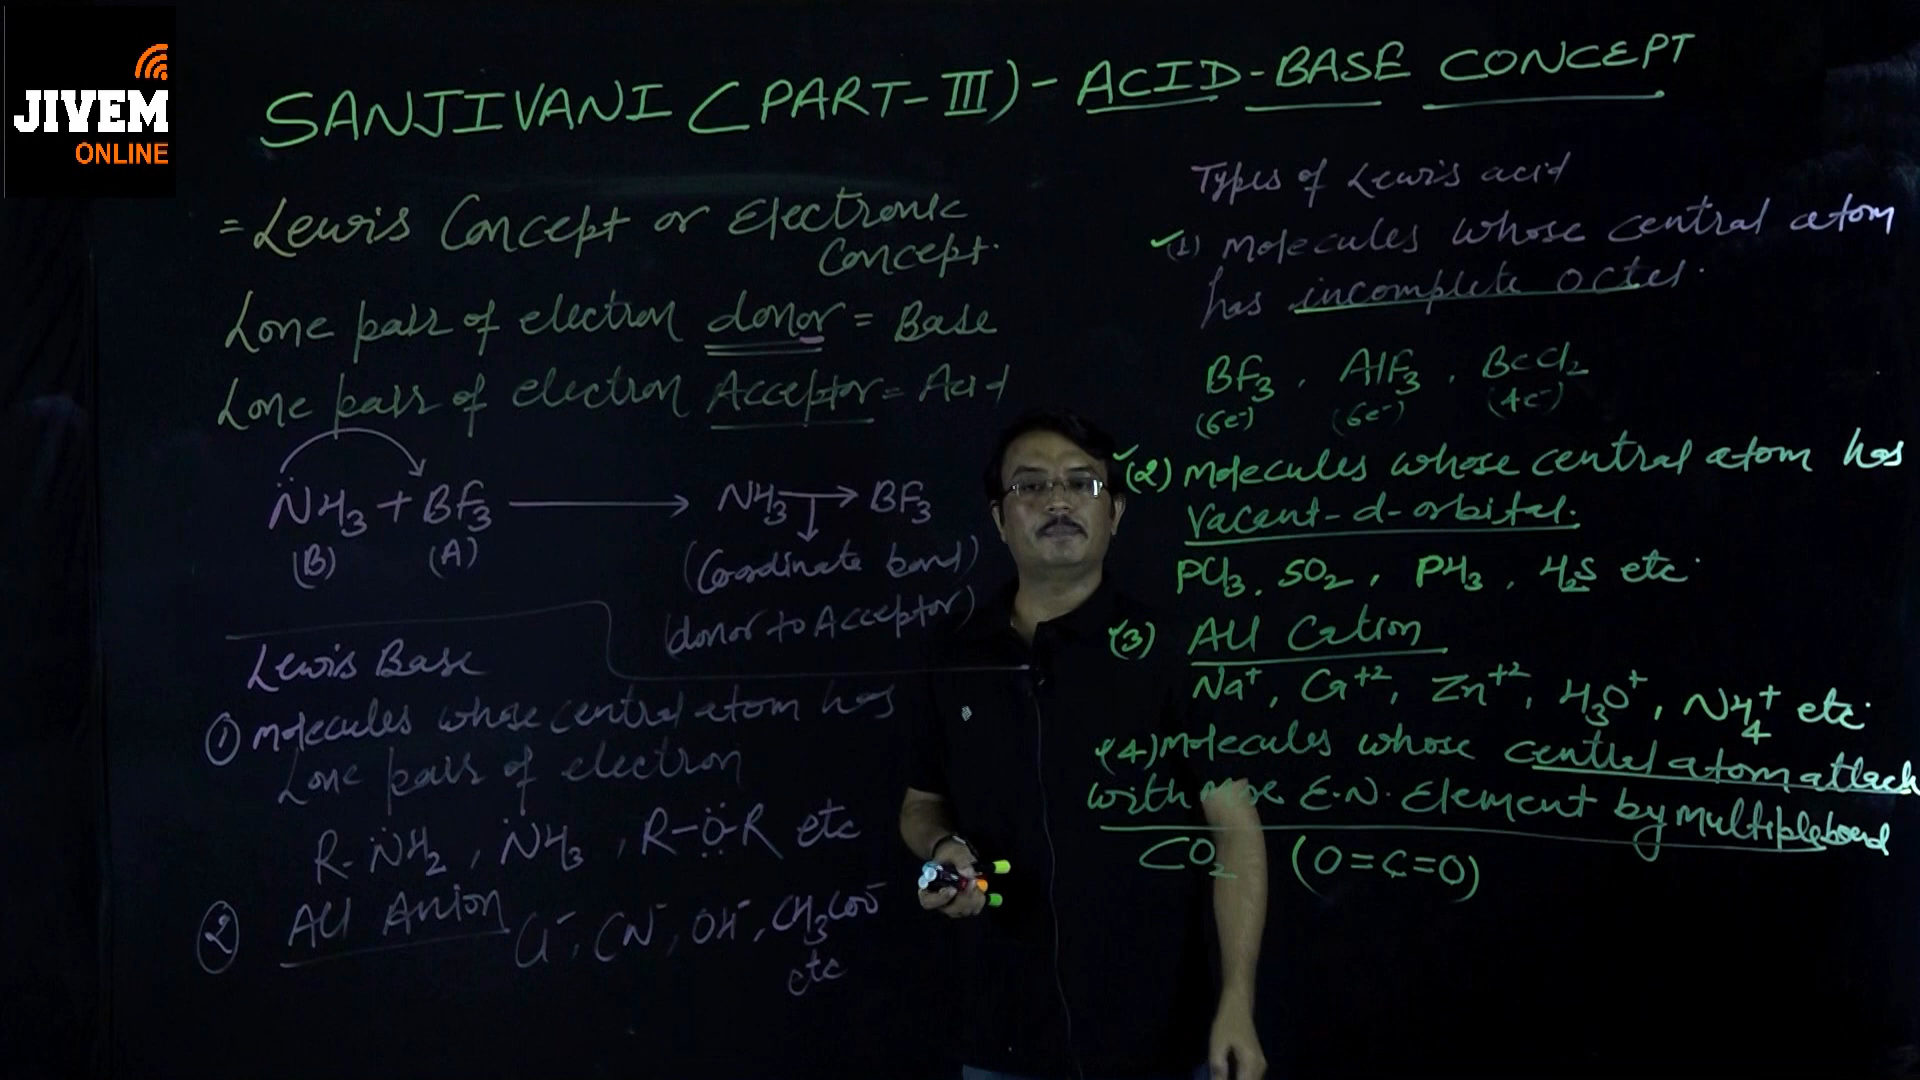 JIVEM
ONLINE
SANJIVANI (PART-III) - ACID-BASE CONCEPT
= Lewis Concept or Electronic
Concept.
Lone pair of electron donor = Base
Lone pair of electron Acceptor = Acid
N̈H₃ + BF₃ ⟶ NH₃ → BF₃
(B) (A)
(Coordinate bond)
(donor to Acceptor)
Lewis Base
① Molecules whose central atom has
Lone pair of electron
R-N̈H₂, N̈H₃, R-Ö-R etc
② All Anion Cl⁻, CN⁻, OH⁻, CH₃COO⁻
etc
Types of Lewis acid
(1) Molecules whose central atom
has incomplete octet.
BF₃, AlF₃, BeCl₂
(6e⁻) (6e⁻) (4e⁻)
(2) Molecules whose central atom has
Vacant-d-orbital.
PCl₃, SO₂, PH₃, H₂S etc.
(3) All Cation
Na⁺, Ca⁺², Zn⁺², H₃O⁺, NH₄⁺ etc.
(4) Molecules whose central atom attach
with more E.N. Element by multiple bond
CO₂ (O=C=O)